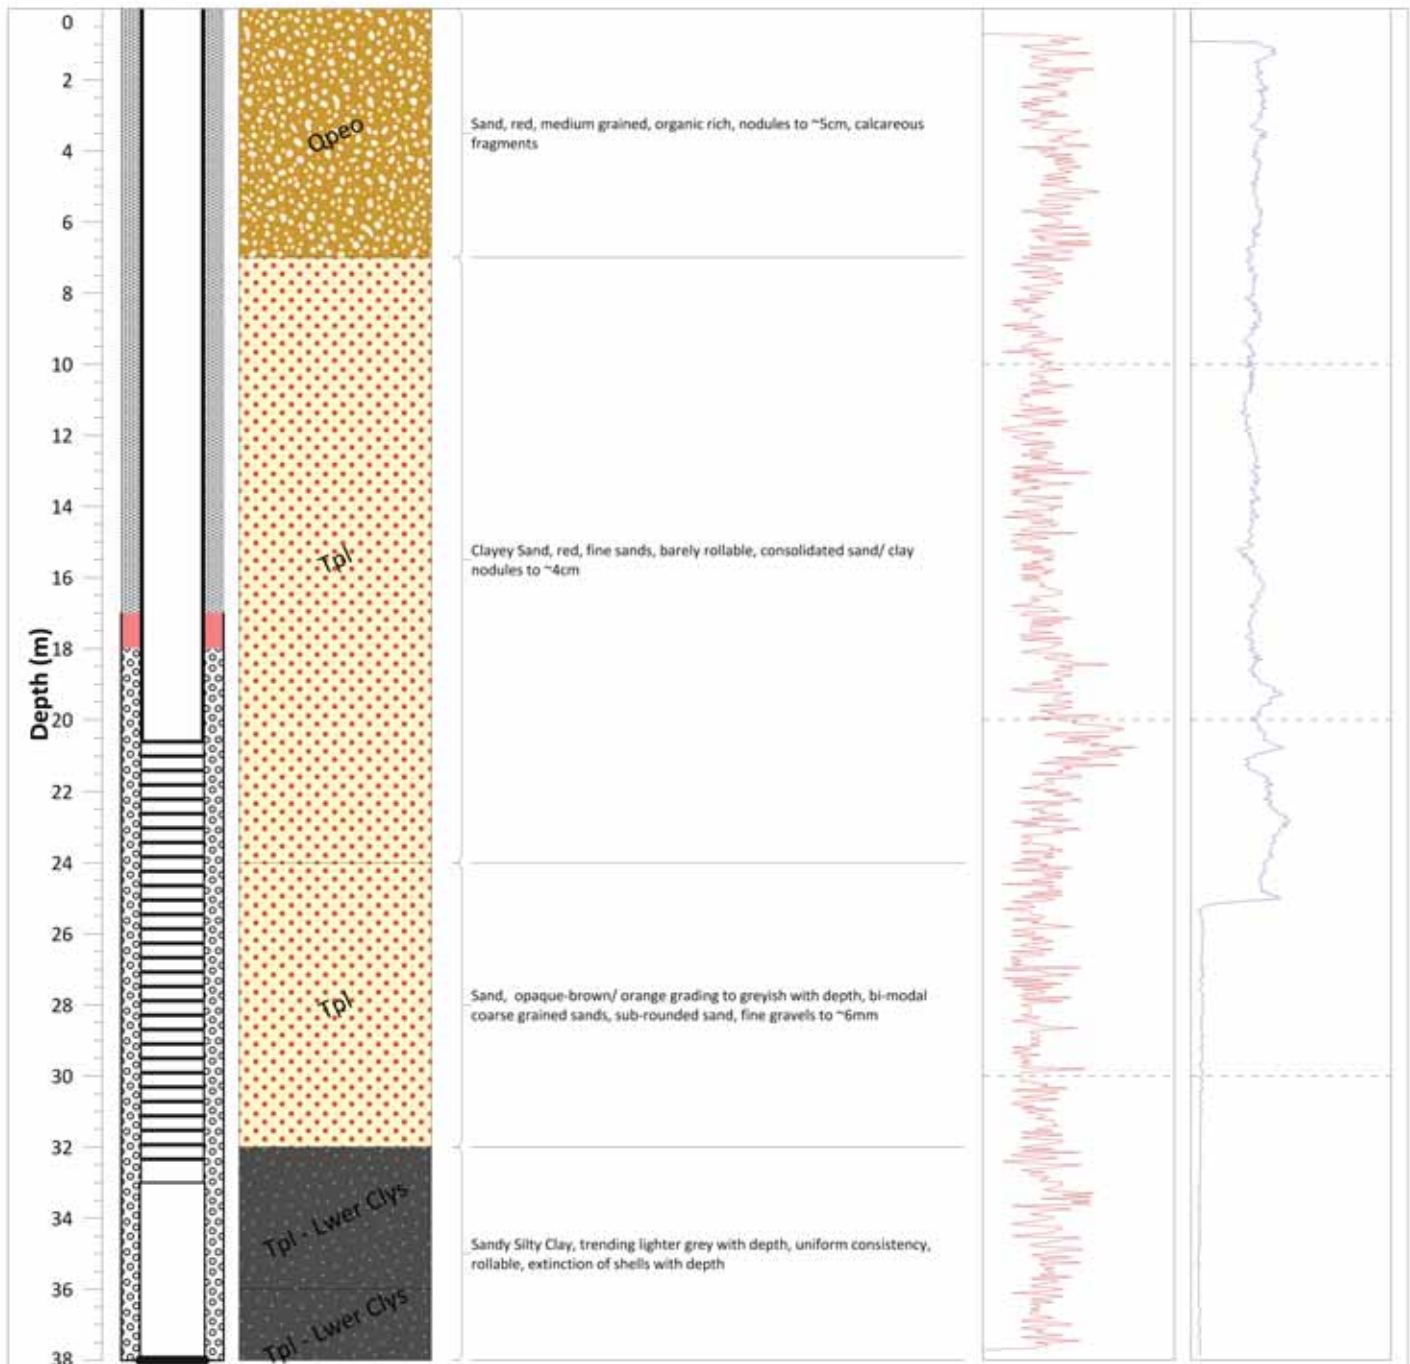 0
2
Sand, red, medium grained, organic rich, nodules to ~5cm, calcareous
fragments
Qpeo
4
6
8
10
12
14
Clayey Sand, red, fine sands, barely rollable, consolidated sand/ clay
nodules to ~4cm
Tpl
16
Depth (m)
18
20
22
24
26
Sand,  opaque-brown/ orange grading to greyish with depth, bi-modal
coarse grained sands, sub-rounded sand, fine gravels to ~6mm
Tpl
28
30
32
Tpl - Lwer Clys
34
Sandy Silty Clay, trending lighter grey with depth, uniform consistency,
rollable, extinction of shells with depth
36
Tpl - Lwer Clys
38